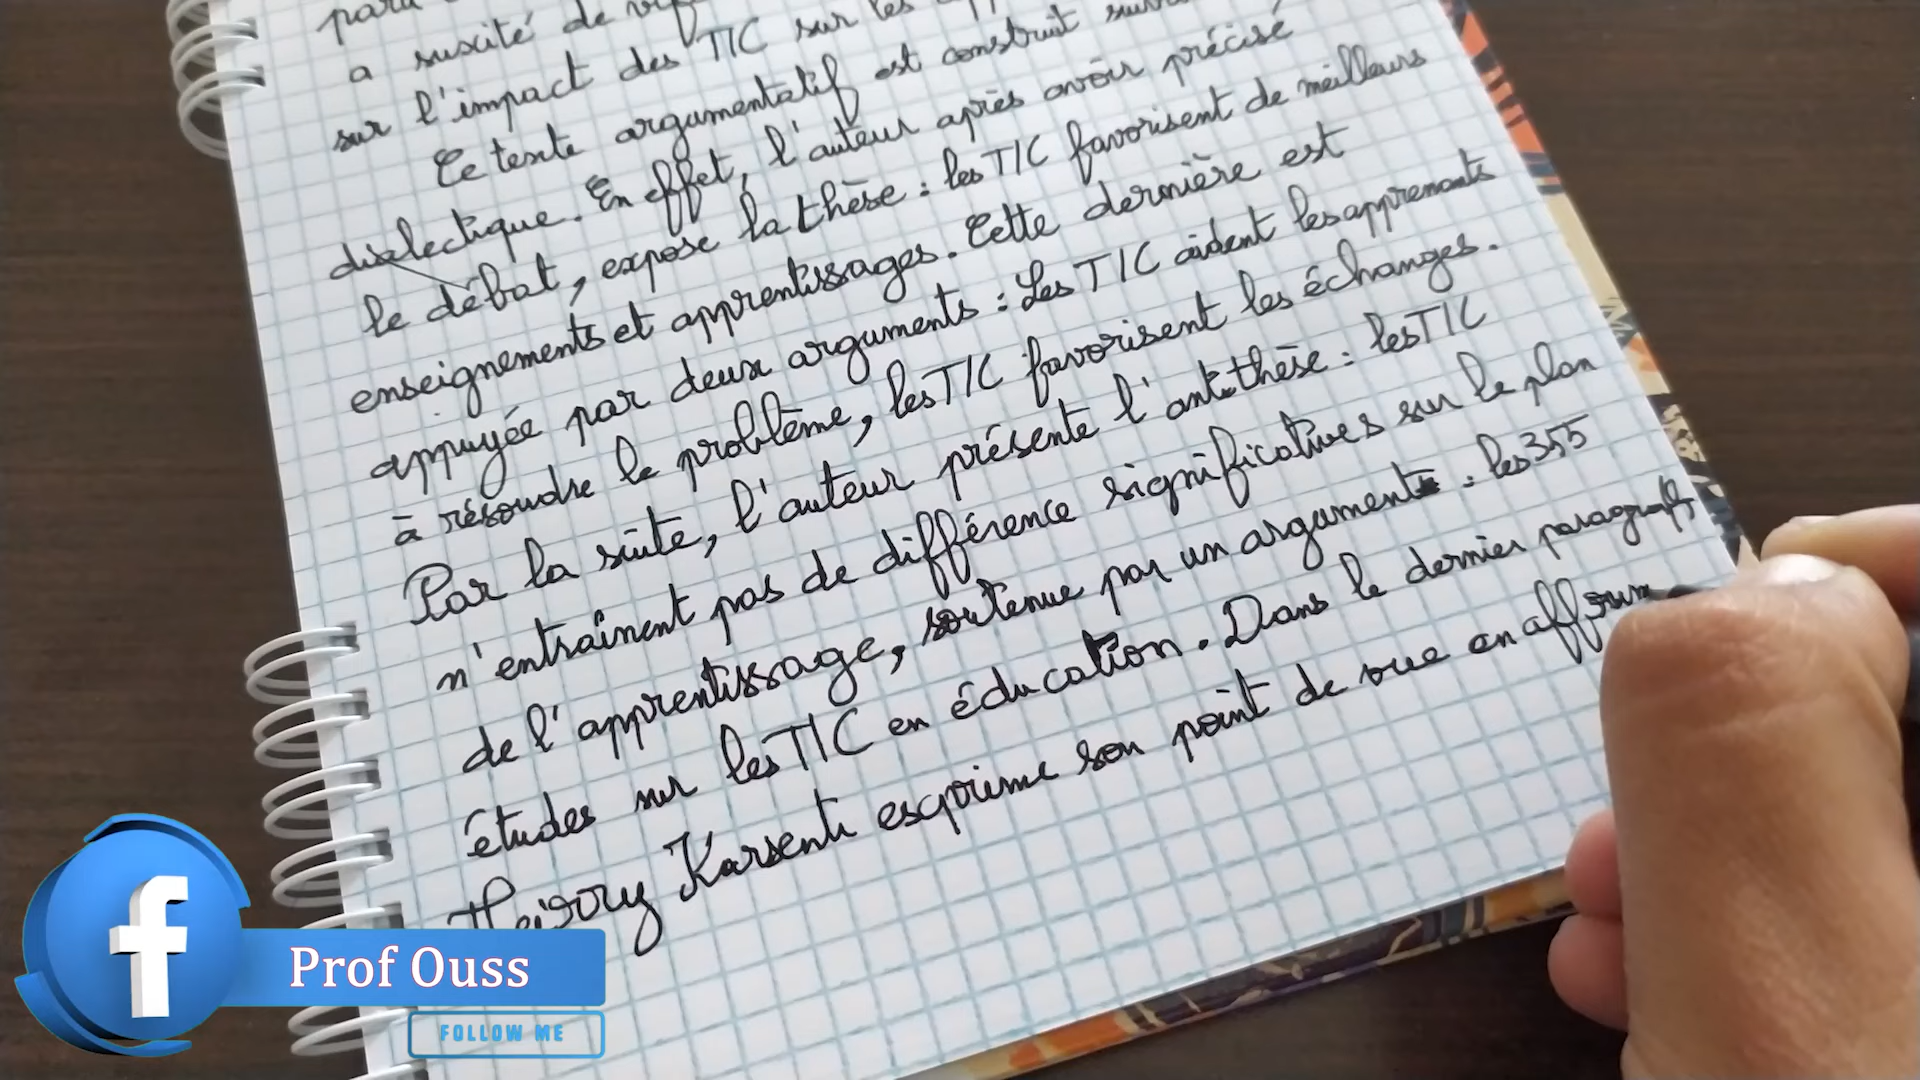 a suscité de
sur l'impact des TIC sur les
Ce texte argumentatif est construit
dialectique. En effet, l'auteur après avoir précisé
le débat, expose la thèse : les TIC favorisent de meilleurs
enseignements et apprentissages. Cette dernière est
appuyée par deux arguments : Les TIC aident les apprenants
à résoudre le problème, les TIC favorisent les échanges.
Par la suite, l'auteur présente l'antithèse : les TIC
n'entraînent pas de différence significatives sur le plan
de l'apprentissage, soutenue par un argument : les 355
études sur les TIC en éducation. Dans le dernier paragraphe
Karsenti exprime son point de vue en
Prof Ouss
FOLLOW ME